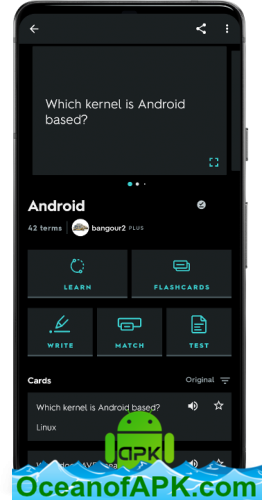 Which kernel is Android
based?
Android
42 terms bangour2 PLUS
LEARN FLASHCARDS
WRITE MATCH TEST
Cards Original
Which kernel is Android based?
Linux
apk
OceanofAPK.com